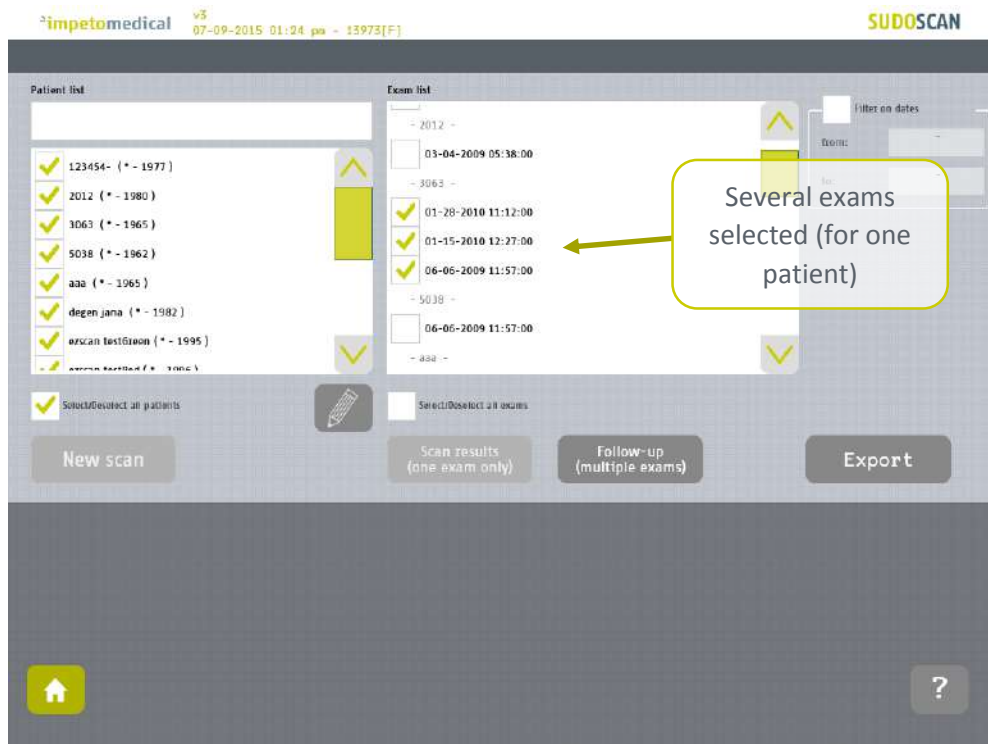 impetomedical
v3
07-09-2015 01:24 pm - 13973[F]
SUDOSCAN
Patient list
Exam list
Filter on dates
from:
-
to:
-
123454- (* - 1977)
2012 (* - 1980)
3063 (* - 1965)
5038 (* - 1962)
aaa (* - 1965)
degen jana (* - 1982)
ezscan testGreen (* - 1995)
ezscan testRed (* - 1996)
- 2012 -
03-04-2009 05:38:00
- 3063 -
01-28-2010 11:12:00
01-15-2010 12:27:00
06-06-2009 11:57:00
- 5038 -
06-06-2009 11:57:00
- aaa -
Several exams
selected (for one
patient)
Select/Deselect all patients
Select/Deselect all exams
New scan
Scan results
(one exam only)
Follow-up
(multiple exams)
Export
?